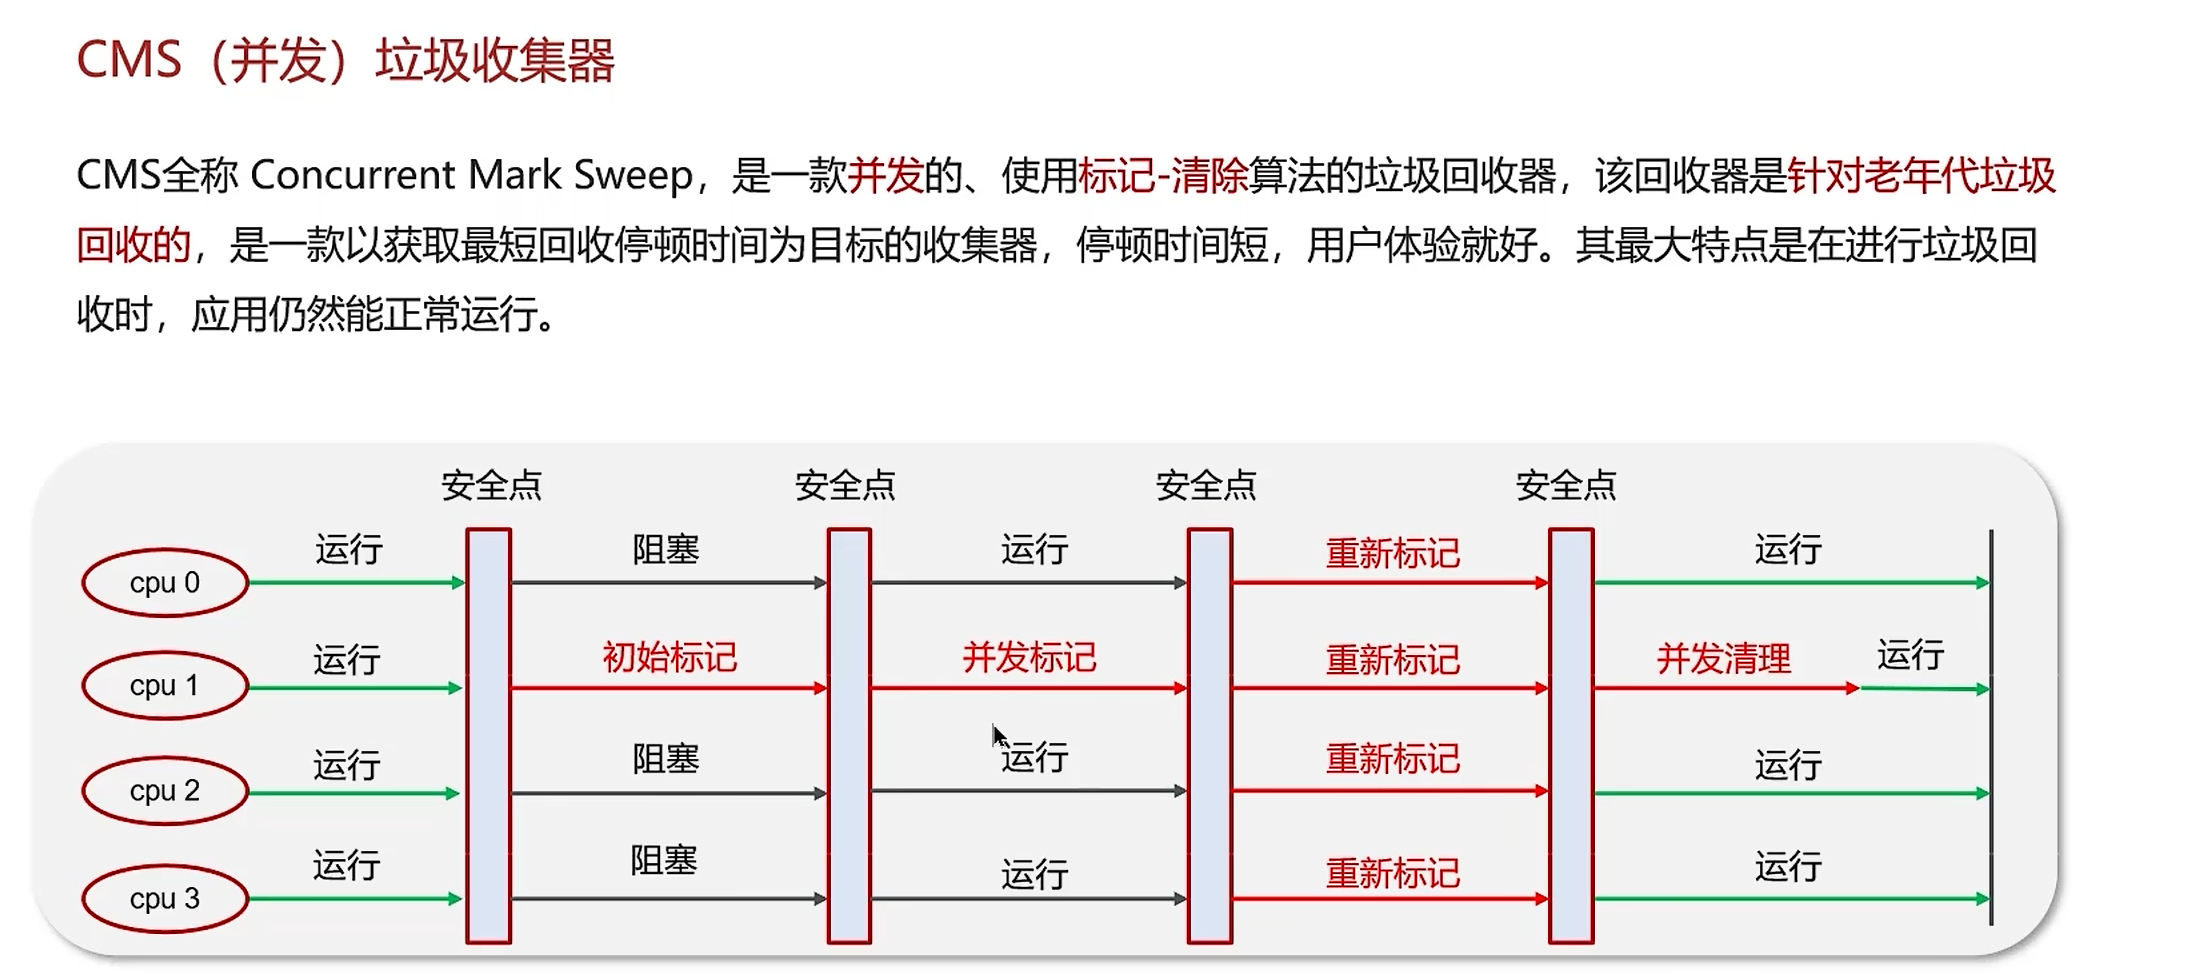 CMS（并发）垃圾收集器
CMS全称 Concurrent Mark Sweep，是一款并发的、使用标记-清除算法的垃圾回收器，该回收器是针对老年代垃圾
回收的，是一款以获取最短回收停顿时间为目标的收集器，停顿时间短，用户体验就好。其最大特点是在进行垃圾回
收时，应用仍然能正常运行。
安全点 安全点 安全点 安全点
cpu 0 运行 阻塞 运行 重新标记 运行
cpu 1 运行 初始标记 并发标记 重新标记 并发清理 运行
cpu 2 运行 阻塞 运行 重新标记 运行
cpu 3 运行 阻塞 运行 重新标记 运行